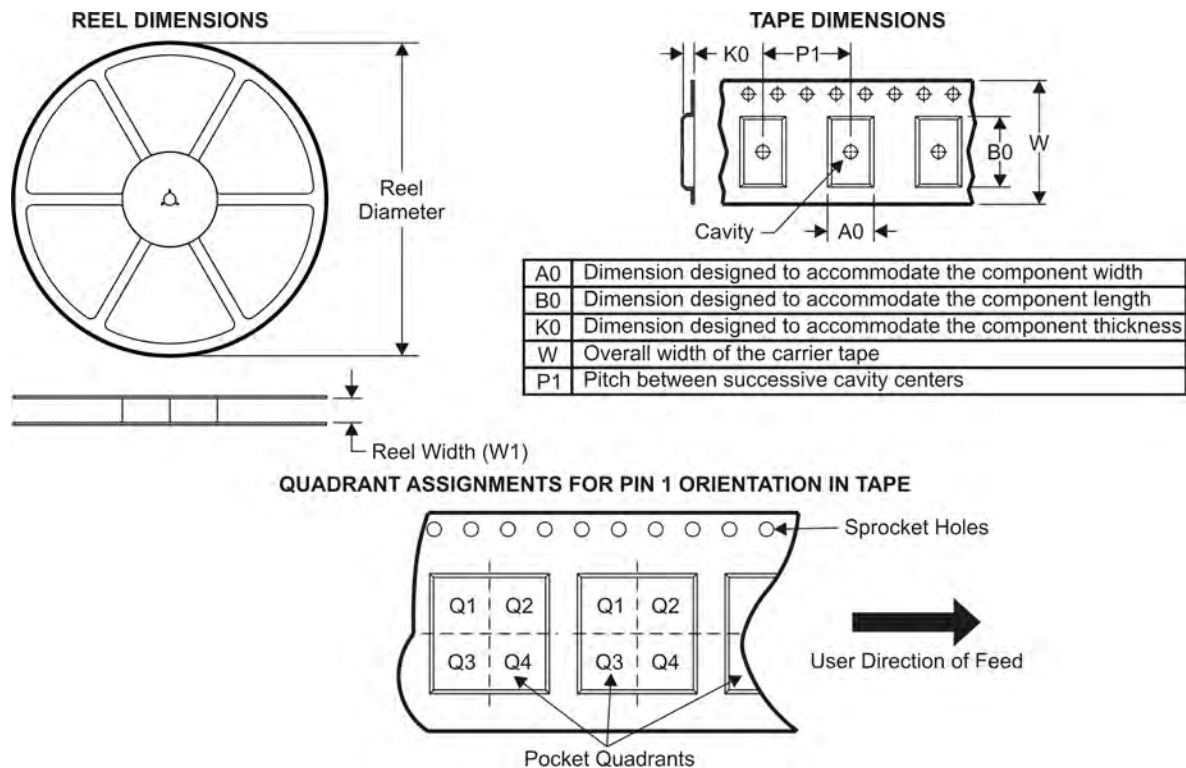 REEL DIMENSIONS
Reel
Diameter
Reel Width (W1)
TAPE DIMENSIONS
K0
P1
B0
W
Cavity
A0
A0 Dimension designed to accommodate the component width
B0 Dimension designed to accommodate the component length
K0 Dimension designed to accommodate the component thickness
W Overall width of the carrier tape
P1 Pitch between successive cavity centers
QUADRANT ASSIGNMENTS FOR PIN 1 ORIENTATION IN TAPE
Sprocket Holes
Q1 Q2 Q1 Q2
Q3 Q4 Q3 Q4
User Direction of Feed
Pocket Quadrants